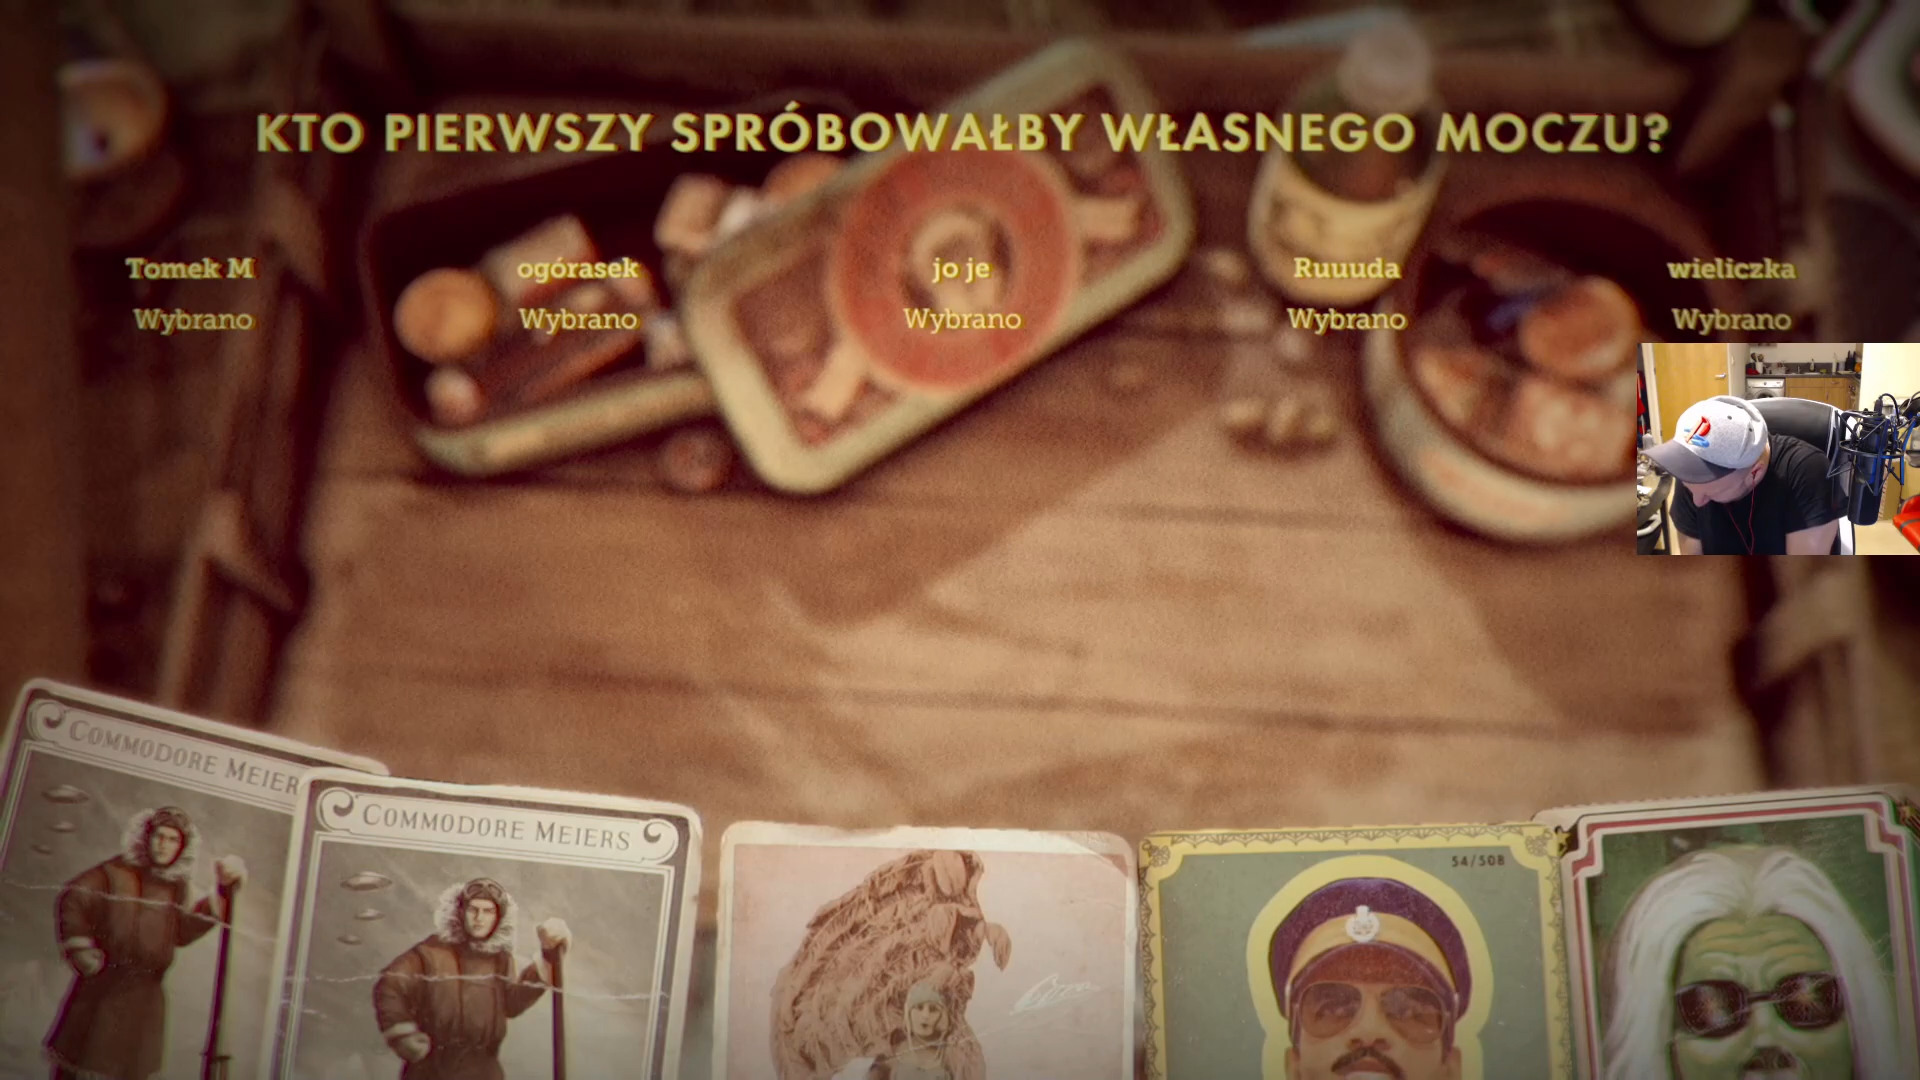 KTO PIERWSZY SPRÓBOWAŁBY WŁASNEGO MOCZU?
Tomek M
ogórasek
jo je
Ruuuda
wieliczka
Wybrano
Wybrano
Wybrano
Wybrano
Wybrano
COMMODORE MEIER
COMMODORE MEIERS
54/508